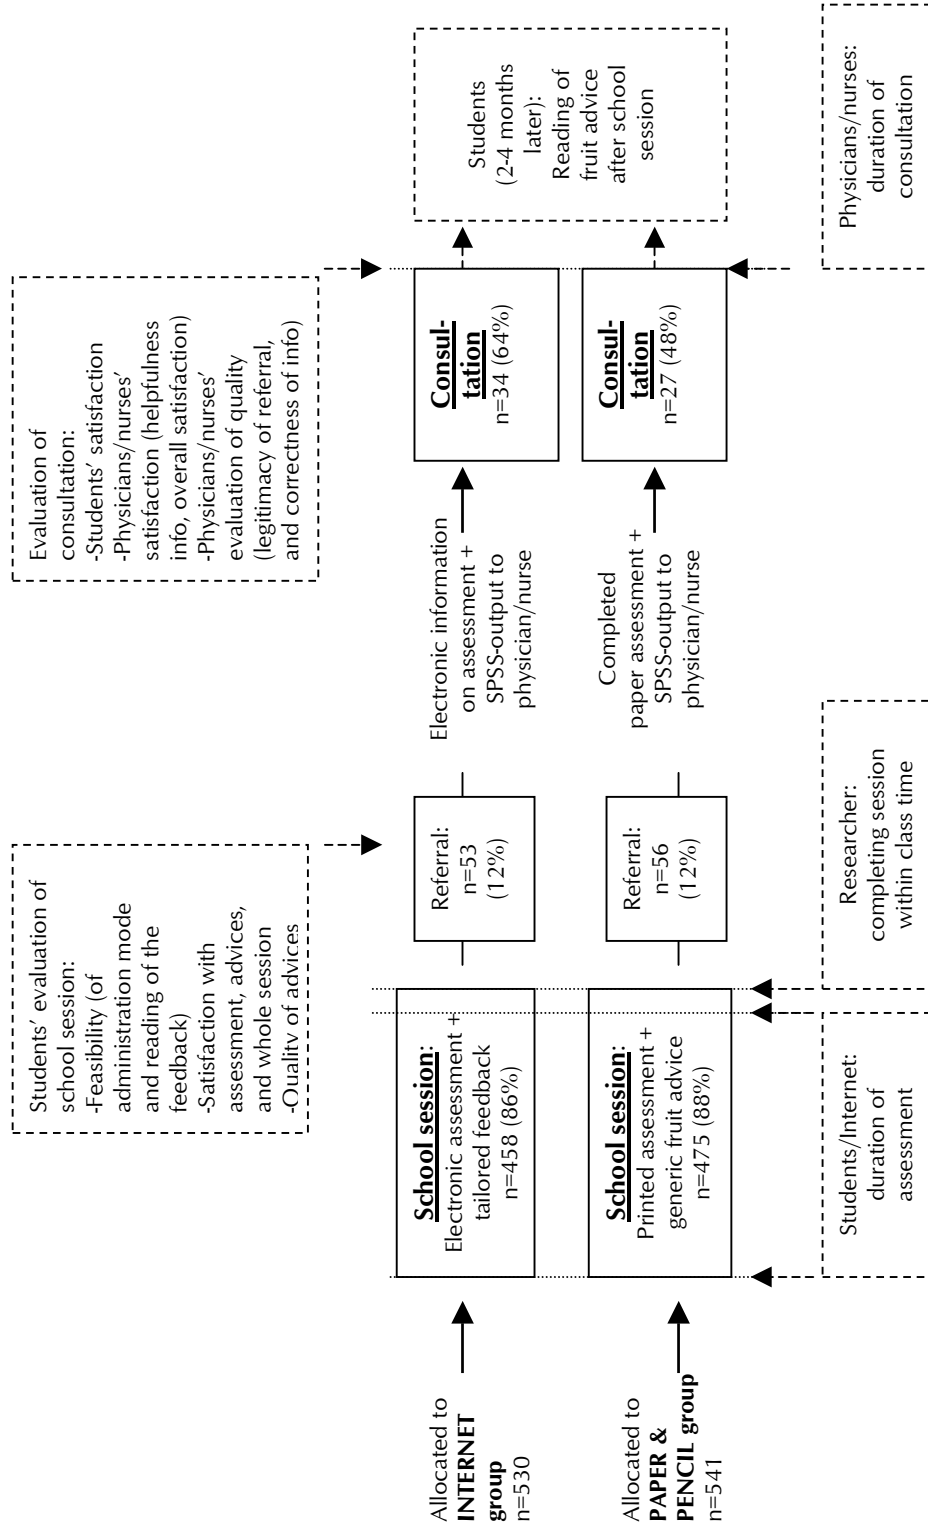 Students' evaluation of
school session:
-Feasibility (of
administration mode
and reading of the
feedback)
-Satisfaction with
assessment, advices,
and whole session
-Quality of advices
Evaluation of
consultation:
-Students' satisfaction
-Physicians/nurses'
satisfaction (helpfulness
info, overall satisfaction)
-Physicians/nurses'
evaluation of quality
(legitimacy of referral,
and correctness of info)
Allocated to
INTERNET
group
n=530
School session:
Electronic assessment +
tailored feedback
n=458 (86%)
Referral:
n=53
(12%)
Electronic information
on assessment +
SPSS-output to
physician/nurse
Consul-
tation
n=34 (64%)
Students
(2-4 months
later):
Reading of
fruit advice
after school
session
Allocated to
PAPER &
PENCIL group
n=541
School session:
Printed assessment +
generic fruit advice
n=475 (88%)
Referral:
n=56
(12%)
Completed
paper assessment +
SPSS-output to
physician/nurse
Consul-
tation
n=27 (48%)
Students/Internet:
duration of
assessment
Researcher:
completing session
within class time
Physicians/nurses:
duration of
consultation